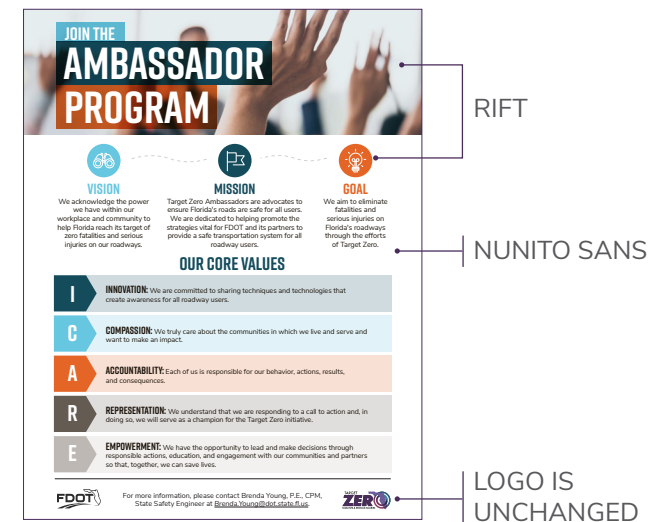 JOIN THE
AMBASSADOR
PROGRAM
RIFT
VISION
We acknowledge the power
we have within our
workplace and community to
help Florida reach its target of
zero fatalities and serious
injuries on our roadways.
MISSION
Target Zero Ambassadors are advocates to
ensure Florida's roads are safe for all users.
We are dedicated to helping promote the
strategies vital for FDOT and its partners to
provide a safe transportation system for all
roadway users.
GOAL
We aim to eliminate
fatalities and
serious injuries on
Florida's roadways
through the efforts
of Target Zero.
NUNITO SANS
OUR CORE VALUES
I
INNOVATION: We are committed to sharing techniques and technologies that
create awareness for all roadway users.
C
COMPASSION: We truly care about the communities in which we live and serve and
want to make an impact.
A
ACCOUNTABILITY: Each of us is responsible for our behavior, actions, results,
and consequences.
R
REPRESENTATION: We understand that we are responding to a call to action and, in
doing so, we will serve as a champion for the Target Zero initiative.
E
EMPOWERMENT: We have the opportunity to lead and make decisions through
responsible actions, education, and engagement with our communities and partners
so that, together, we can save lives.
FDOT
For more information, please contact Brenda Young, P.E., CPM,
State Safety Engineer at Brenda.Young@dot.state.fl.us.
TARGET
ZERO
LOGO IS
UNCHANGED